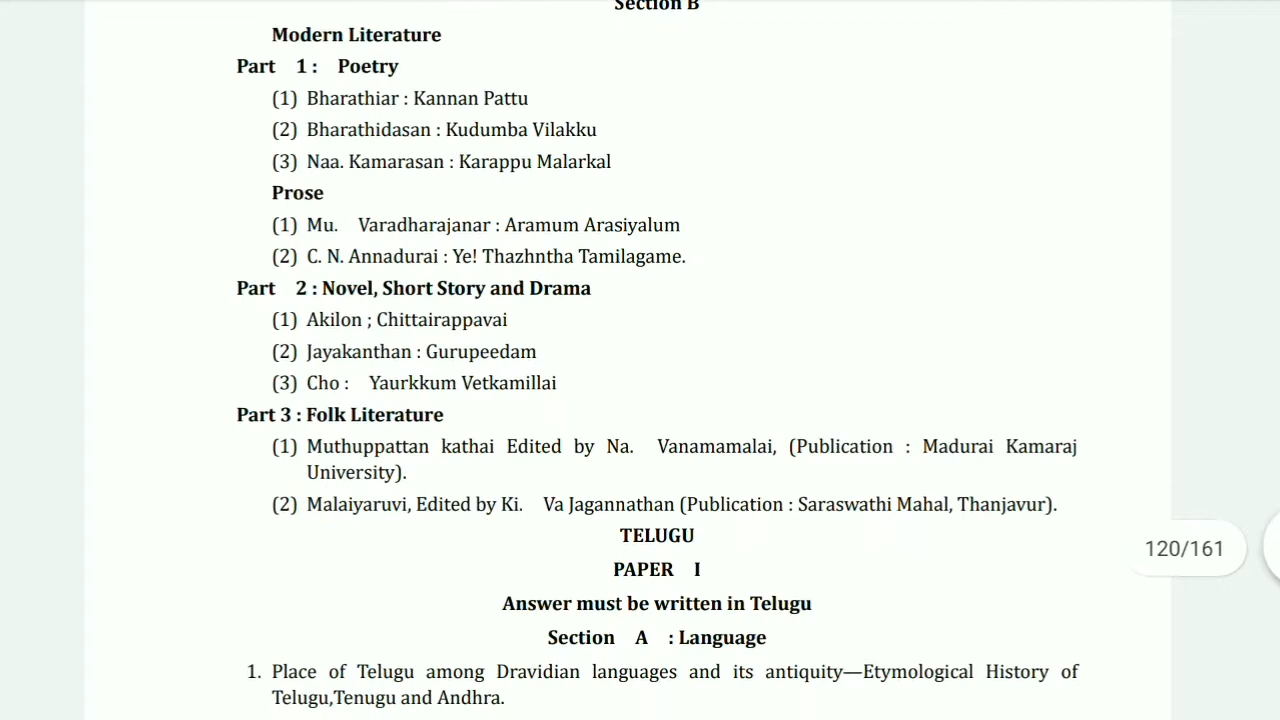 Section B
Modern Literature
Part 1 : Poetry
(1) Bharathiar : Kannan Pattu
(2) Bharathidasan : Kudumba Vilakku
(3) Naa. Kamarasan : Karappu Malarkal
Prose
(1) Mu. Varadharajanar : Aramum Arasiyalum
(2) C. N. Annadurai : Ye! Thazhntha Tamilagame.
Part 2 : Novel, Short Story and Drama
(1) Akilon ; Chittairappavai
(2) Jayakanthan : Gurupeedam
(3) Cho : Yaurkkum Vetkamillai
Part 3 : Folk Literature
(1) Muthuppattan kathai Edited by Na. Vanamamalai, (Publication : Madurai Kamaraj
University).
(2) Malaiyaruvi, Edited by Ki. Va Jagannathan (Publication : Saraswathi Mahal, Thanjavur).
TELUGU
120/161
PAPER I
Answer must be written in Telugu
Section A : Language
1. Place of Telugu among Dravidian languages and its antiquity—Etymological History of
Telugu,Tenugu and Andhra.